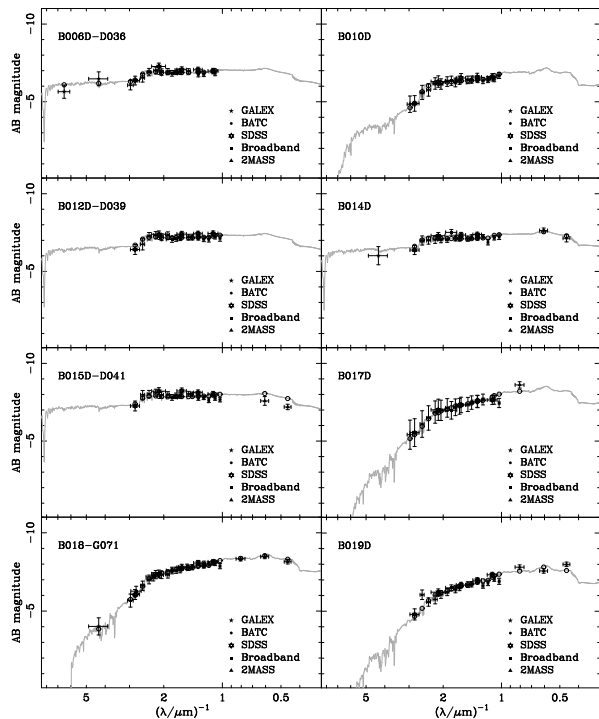 B006D-D036
B010D
-10
-5
AB magnitude
GALEX
BATC
SDSS
Broadband
2MASS
GALEX
BATC
SDSS
Broadband
2MASS
B012D-D039
B014D
-10
-5
AB magnitude
GALEX
BATC
SDSS
Broadband
2MASS
GALEX
BATC
SDSS
Broadband
2MASS
B015D-D041
B017D
-10
-5
AB magnitude
GALEX
BATC
SDSS
Broadband
2MASS
GALEX
BATC
SDSS
Broadband
2MASS
B018-G071
B019D
-10
-5
AB magnitude
GALEX
BATC
SDSS
Broadband
2MASS
GALEX
BATC
SDSS
Broadband
2MASS
5 2 1 0.5
5 2 1 0.5
(λ/μm)⁻¹
(λ/μm)⁻¹